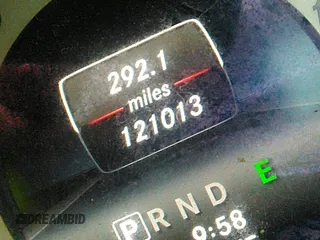 292.1
miles
121013
E
P R N D
9:58
DREAMBID